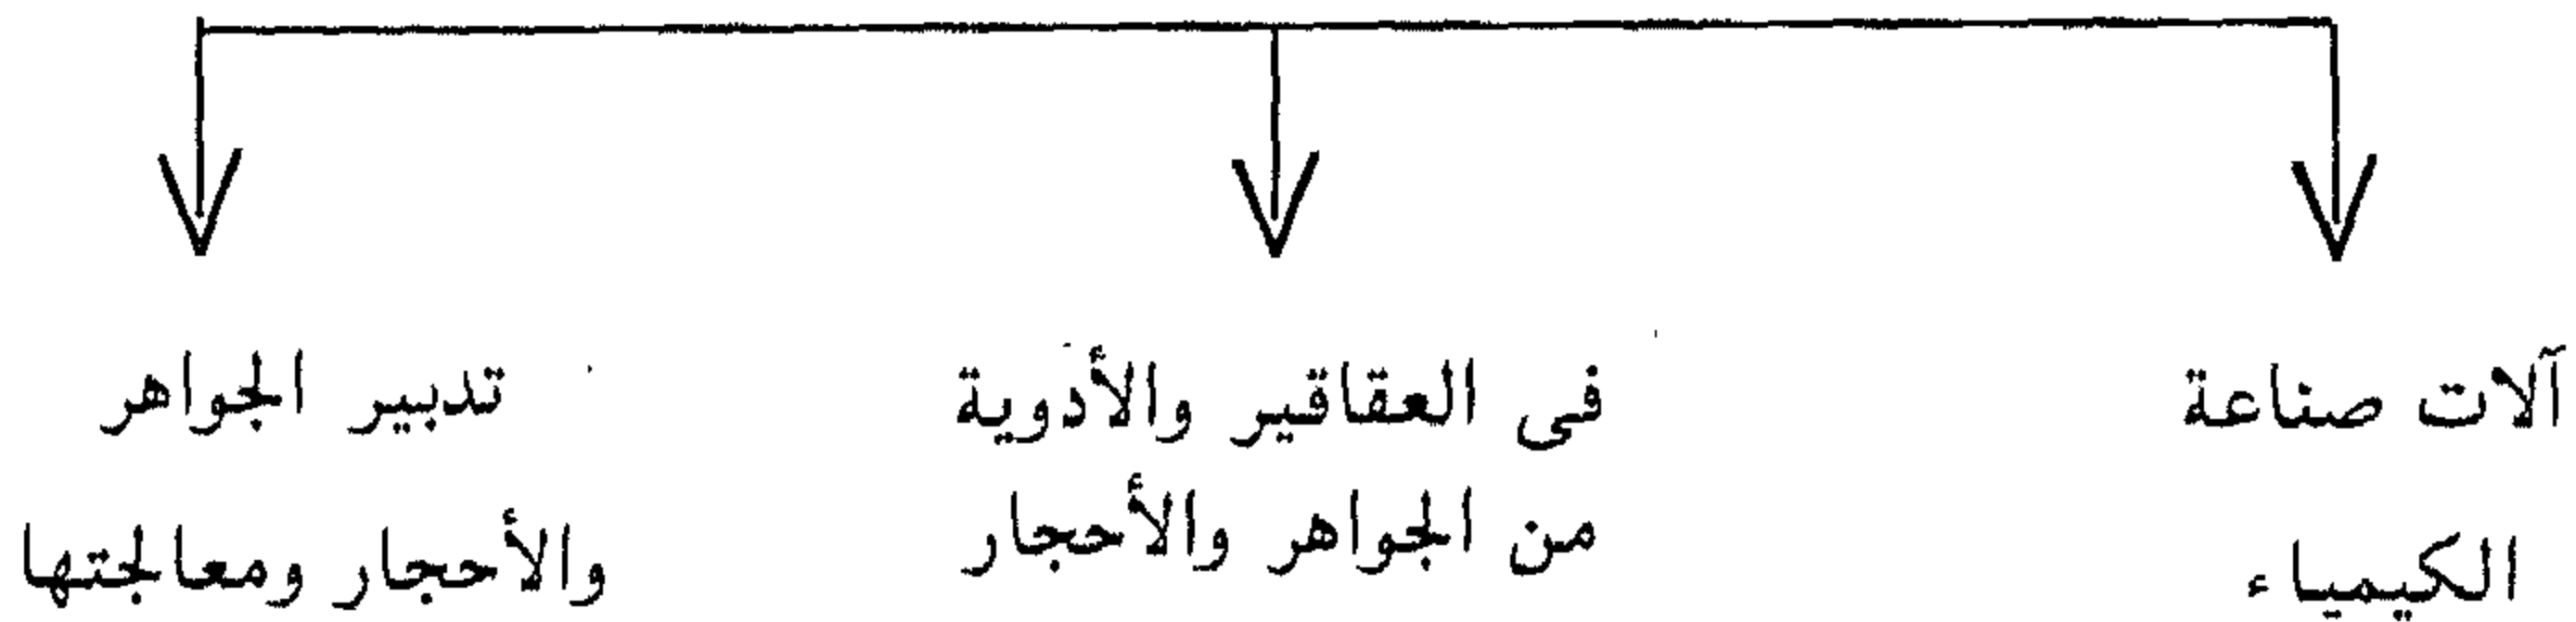 آلات صناعة
الكيمياء
فى العقاقير والأدوية
من الجواهر والأحجار
تدبير الجواهر
والأحجار ومعالجتها